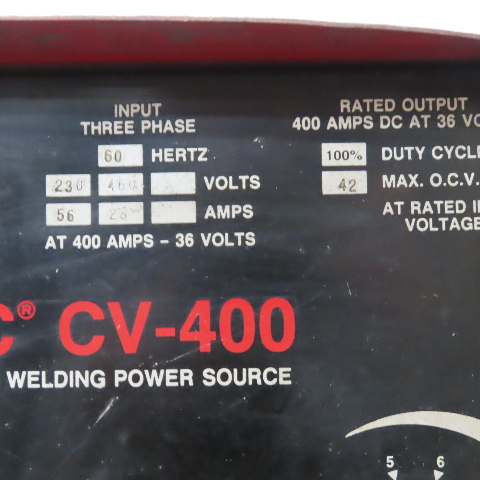 INPUT
THREE PHASE
60 HERTZ
230 460 VOLTS
56 28 AMPS
AT 400 AMPS - 36 VOLTS
RATED OUTPUT
400 AMPS DC AT 36 VO
100% DUTY CYCLE
42 MAX. O.C.V.
AT RATED IN
VOLTAGE
C® CV-400
WELDING POWER SOURCE
5 6